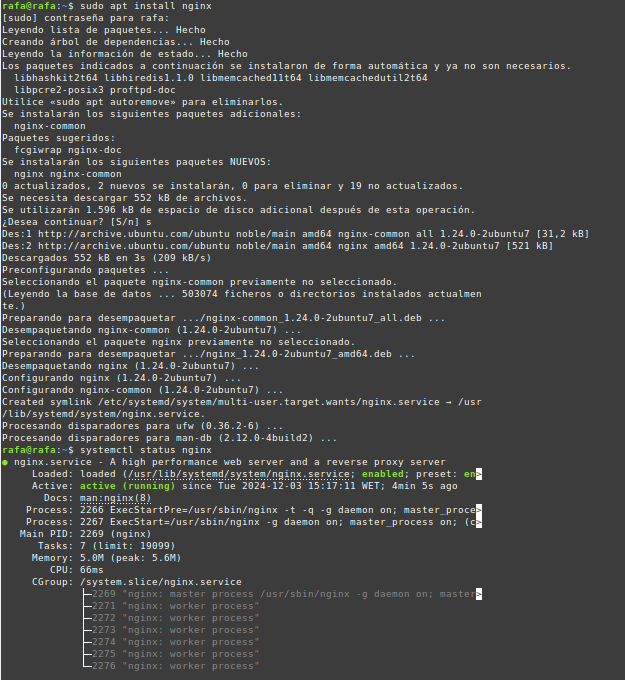 rafa@rafa:~$ sudo apt install nginx
[sudo] contraseña para rafa:
Leyendo lista de paquetes... Hecho
Creando árbol de dependencias... Hecho
Leyendo la información de estado... Hecho
Los paquetes indicados a continuación se instalaron de forma automática y ya no son necesarios.
  libhashkit2t64 libhiredis1.1.0 libmemcached11t64 libmemcachedutil2t64
  libpcre2-posix3 proftpd-doc
Utilice «sudo apt autoremove» para eliminarlos.
Se instalarán los siguientes paquetes adicionales:
  nginx-common
Paquetes sugeridos:
  fcgiwrap nginx-doc
Se instalarán los siguientes paquetes NUEVOS:
  nginx nginx-common
0 actualizados, 2 nuevos se instalarán, 0 para eliminar y 19 no actualizados.
Se necesita descargar 552 kB de archivos.
Se utilizarán 1.596 kB de espacio de disco adicional después de esta operación.
¿Desea continuar? [S/n] s
Des:1 http://archive.ubuntu.com/ubuntu noble/main amd64 nginx-common all 1.24.0-2ubuntu7 [31,2 kB]
Des:2 http://archive.ubuntu.com/ubuntu noble/main amd64 nginx amd64 1.24.0-2ubuntu7 [521 kB]
Descargados 552 kB en 3s (209 kB/s)
Preconfigurando paquetes ...
Seleccionando el paquete nginx-common previamente no seleccionado.
(Leyendo la base de datos ... 503074 ficheros o directorios instalados actualmen
te.)
Preparando para desempaquetar .../nginx-common_1.24.0-2ubuntu7_all.deb ...
Desempaquetando nginx-common (1.24.0-2ubuntu7) ...
Seleccionando el paquete nginx previamente no seleccionado.
Preparando para desempaquetar .../nginx_1.24.0-2ubuntu7_amd64.deb ...
Desempaquetando nginx (1.24.0-2ubuntu7) ...
Configurando nginx (1.24.0-2ubuntu7) ...
Configurando nginx-common (1.24.0-2ubuntu7) ...
Created symlink /etc/systemd/system/multi-user.target.wants/nginx.service → /usr
/lib/systemd/system/nginx.service.
Procesando disparadores para ufw (0.36.2-6) ...
Procesando disparadores para man-db (2.12.0-4build2) ...
rafa@rafa:~$ systemctl status nginx
● nginx.service - A high performance web server and a reverse proxy server
     Loaded: loaded (/usr/lib/systemd/system/nginx.service; enabled; preset: en>
     Active: active (running) since Tue 2024-12-03 15:17:11 WET; 4min 5s ago
       Docs: man:nginx(8)
    Process: 2266 ExecStartPre=/usr/sbin/nginx -t -q -g daemon on; master_proce>
    Process: 2267 ExecStart=/usr/sbin/nginx -g daemon on; master_process on; (c>
   Main PID: 2269 (nginx)
      Tasks: 7 (limit: 19099)
     Memory: 5.0M (peak: 5.6M)
        CPU: 66ms
     CGroup: /system.slice/nginx.service
             ├─2269 "nginx: master process /usr/sbin/nginx -g daemon on; master>
             ├─2271 "nginx: worker process"
             ├─2272 "nginx: worker process"
             ├─2273 "nginx: worker process"
             ├─2274 "nginx: worker process"
             ├─2275 "nginx: worker process"
             └─2276 "nginx: worker process"